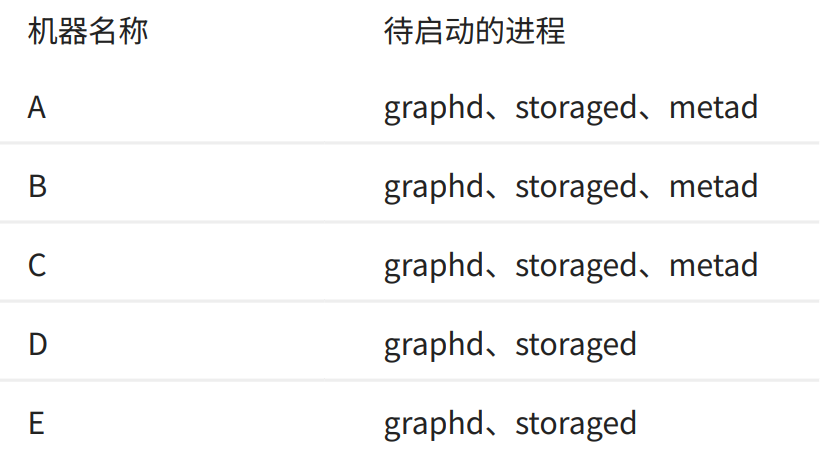 机器名称 待启动的进程
A graphd、storaged、metad
B graphd、storaged、metad
C graphd、storaged、metad
D graphd、storaged
E graphd、storaged